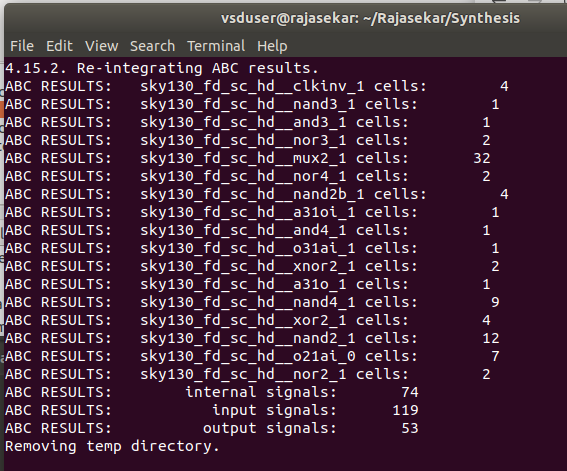 vsduser@rajasekar: ~/Rajasekar/Synthesis
File Edit View Search Terminal Help
4.15.2. Re-integrating ABC results.
ABC RESULTS:   sky130_fd_sc_hd__clkinv_1 cells:        4
ABC RESULTS:   sky130_fd_sc_hd__nand3_1 cells:        1
ABC RESULTS:   sky130_fd_sc_hd__and3_1 cells:        1
ABC RESULTS:   sky130_fd_sc_hd__nor3_1 cells:        2
ABC RESULTS:   sky130_fd_sc_hd__mux2_1 cells:       32
ABC RESULTS:   sky130_fd_sc_hd__nor4_1 cells:        2
ABC RESULTS:   sky130_fd_sc_hd__nand2b_1 cells:        4
ABC RESULTS:   sky130_fd_sc_hd__a31oi_1 cells:        1
ABC RESULTS:   sky130_fd_sc_hd__and4_1 cells:        1
ABC RESULTS:   sky130_fd_sc_hd__o31ai_1 cells:        1
ABC RESULTS:   sky130_fd_sc_hd__xnor2_1 cells:        2
ABC RESULTS:   sky130_fd_sc_hd__a31o_1 cells:        1
ABC RESULTS:   sky130_fd_sc_hd__nand4_1 cells:        9
ABC RESULTS:   sky130_fd_sc_hd__xor2_1 cells:        4
ABC RESULTS:   sky130_fd_sc_hd__nand2_1 cells:       12
ABC RESULTS:   sky130_fd_sc_hd__o21ai_0 cells:        7
ABC RESULTS:   sky130_fd_sc_hd__nor2_1 cells:        2
ABC RESULTS:        internal signals:       74
ABC RESULTS:           input signals:      119
ABC RESULTS:          output signals:       53
Removing temp directory.